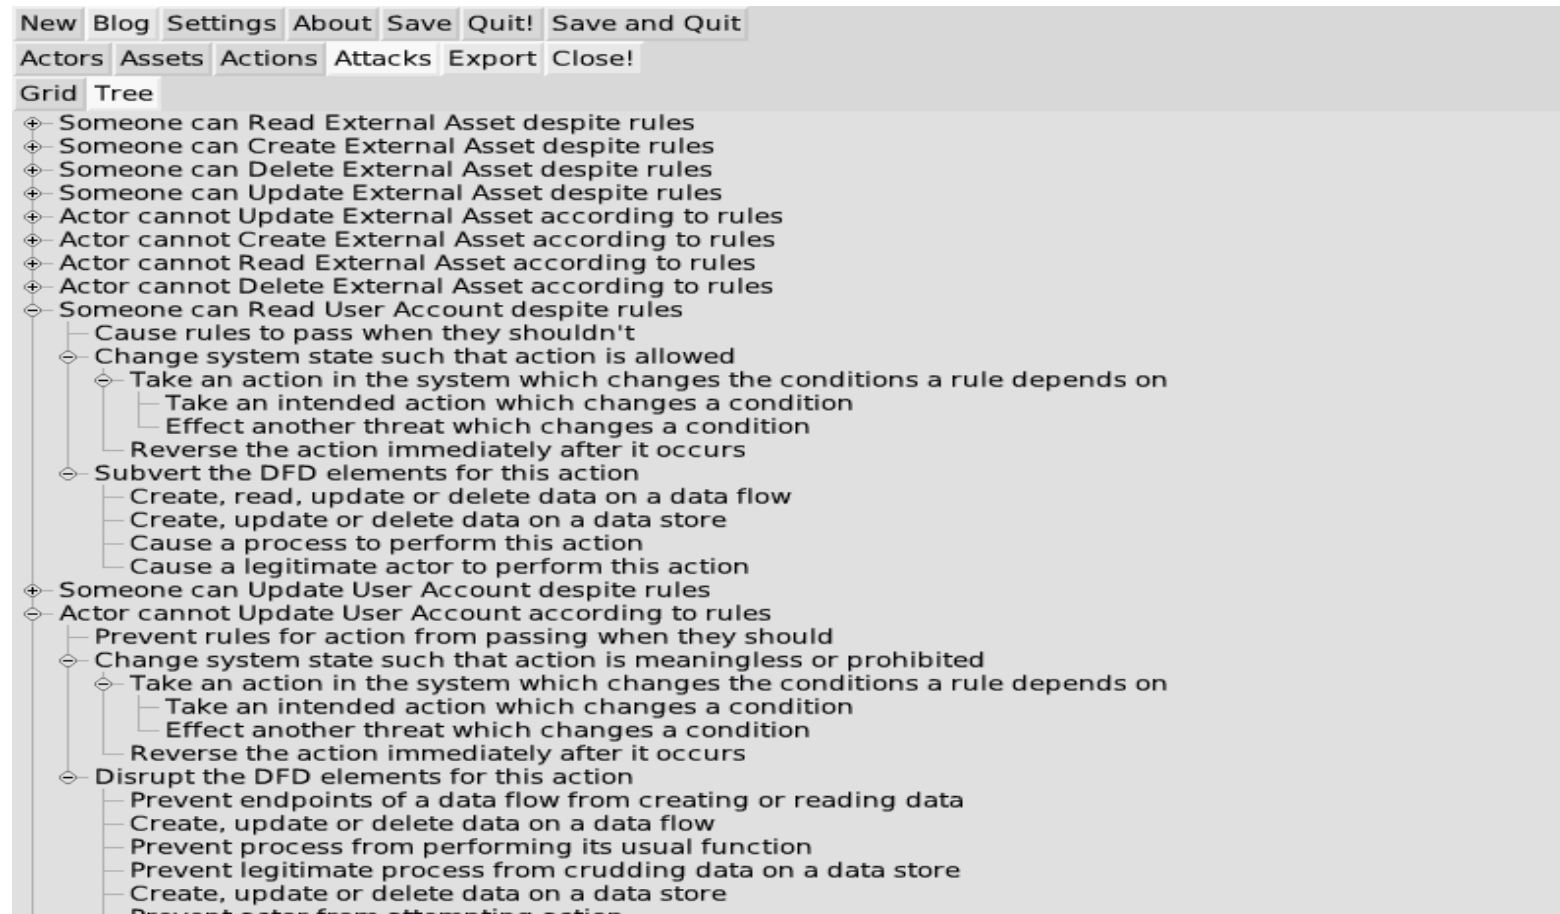 New Blog Settings About Save Quit! Save and Quit
Actors Assets Actions Attacks Export Close!
Grid Tree
Someone can Read External Asset despite rules
Someone can Create External Asset despite rules
Someone can Delete External Asset despite rules
Someone can Update External Asset despite rules
Actor cannot Update External Asset according to rules
Actor cannot Create External Asset according to rules
Actor cannot Read External Asset according to rules
Actor cannot Delete External Asset according to rules
Someone can Read User Account despite rules
Cause rules to pass when they shouldn't
Change system state such that action is allowed
Take an action in the system which changes the conditions a rule depends on
Take an intended action which changes a condition
Effect another threat which changes a condition
Reverse the action immediately after it occurs
Subvert the DFD elements for this action
Create, read, update or delete data on a data flow
Create, update or delete data on a data store
Cause a process to perform this action
Cause a legitimate actor to perform this action
Someone can Update User Account despite rules
Actor cannot Update User Account according to rules
Prevent rules for action from passing when they should
Change system state such that action is meaningless or prohibited
Take an action in the system which changes the conditions a rule depends on
Take an intended action which changes a condition
Effect another threat which changes a condition
Reverse the action immediately after it occurs
Disrupt the DFD elements for this action
Prevent endpoints of a data flow from creating or reading data
Create, update or delete data on a data flow
Prevent process from performing its usual function
Prevent legitimate process from crudding data on a data store
Create, update or delete data on a data store
Prevent actor from attempting action